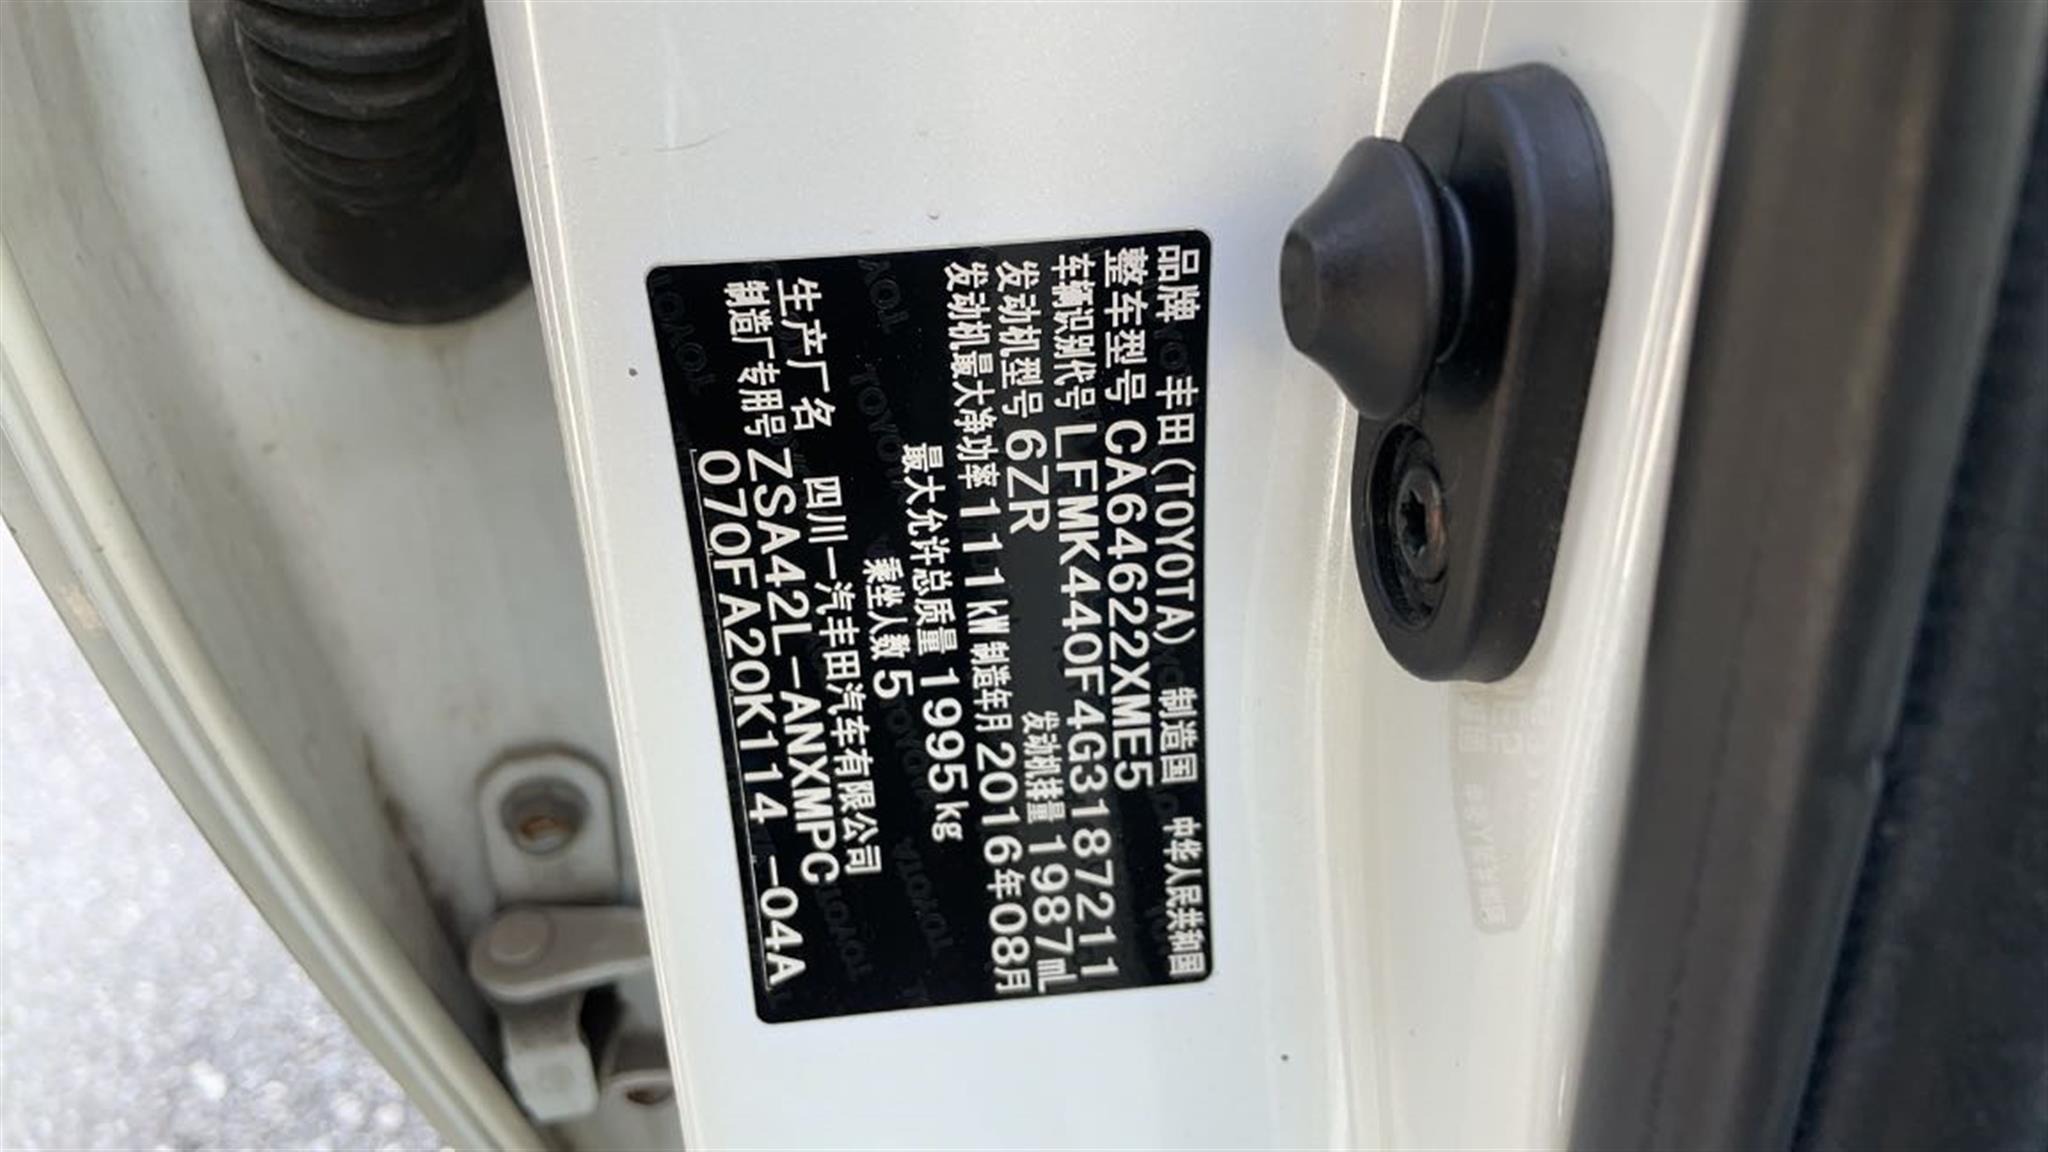 品牌 丰田(TOYOTA) 制造国 中华人民共和国
整车型号 CA64622XME5
车辆识别代号 LFMK440F4G3187211
发动机型号 6ZR 发动机排量 1987mL
发动机最大净功率 111kW 制造年月 2016年08月
最大允许总质量 1995kg
乘坐人数 5
生产厂名 四川一汽丰田汽车有限公司
制造厂专用号 ZSA42L-ANXMPC
070FA20K114-04A